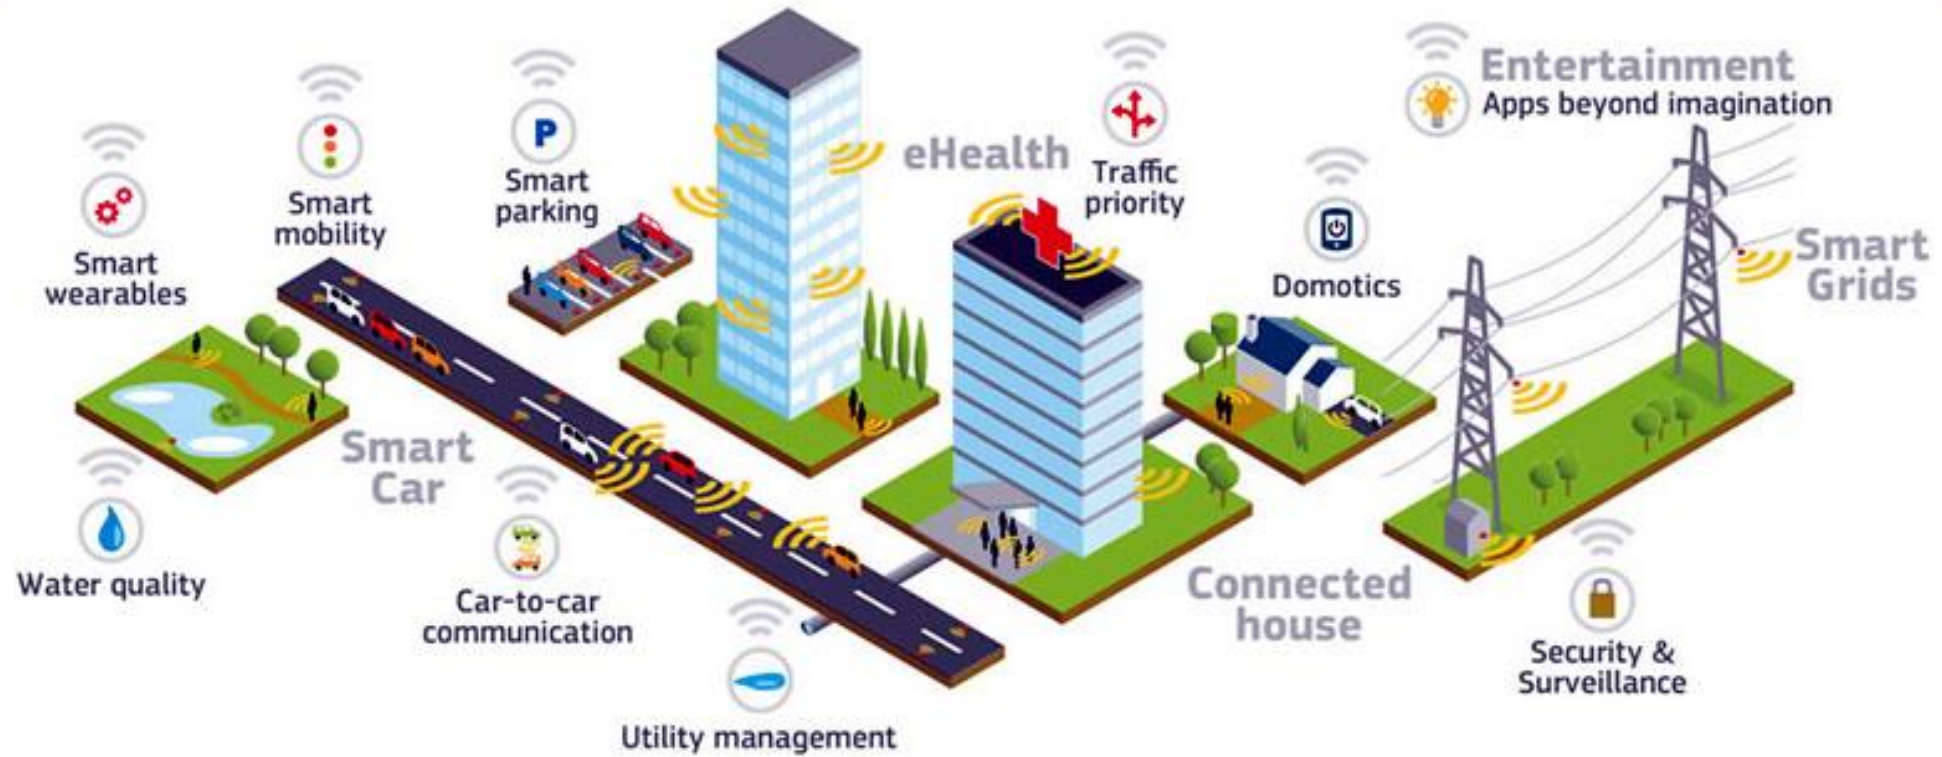 Entertainment
Apps beyond imagination
eHealth
Traffic
priority
P
Smart
parking
Smart
mobility
Smart
wearables
Domotics
Smart
Grids
Smart
Car
Water quality
Car-to-car
communication
Connected
house
Security &
Surveillance
Utility management